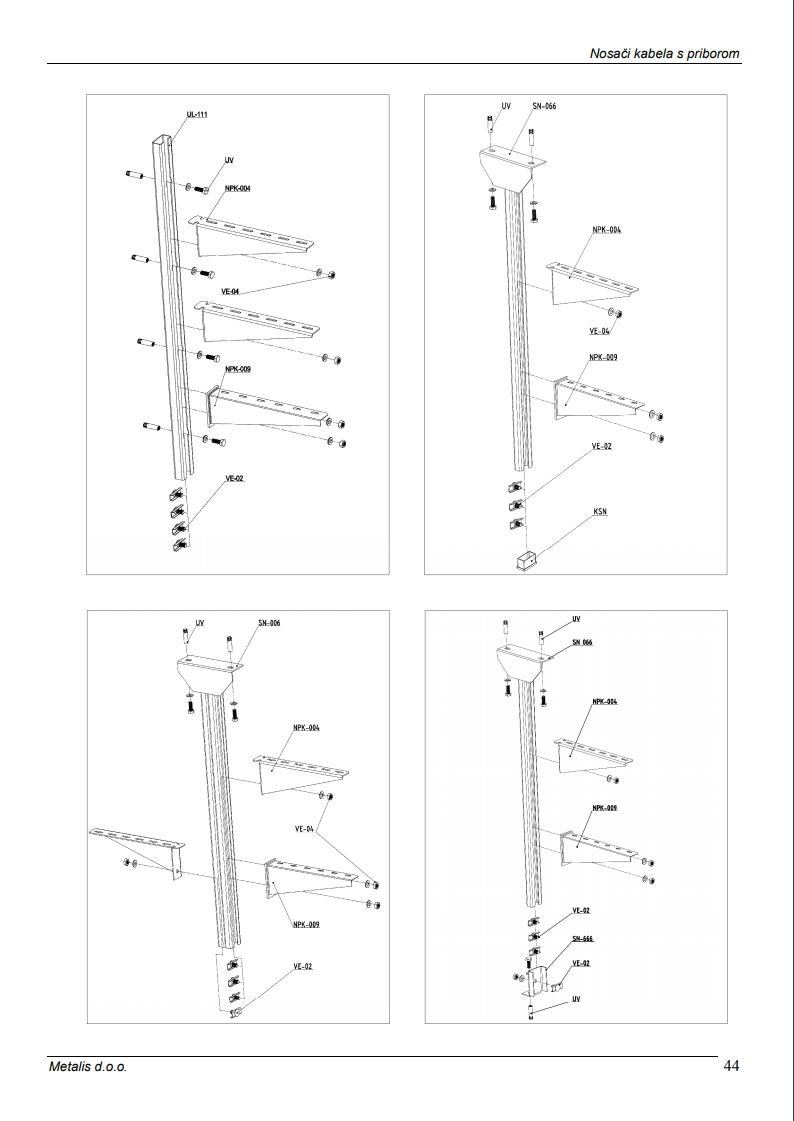 Nosači kabela s priborom
UL-111
UV
NPK-004
VE-04
NPK-009
VE-02
UV
SN-066
NPK-004
VE-04
NPK-009
VE-02
KSN
UV
SN-006
NPK-004
VE-04
NPK-009
VE-02
UV
SN 066
NPK-004
NPK-009
VE-02
SN-666
VE-02
UV
Metalis d.o.o.
44